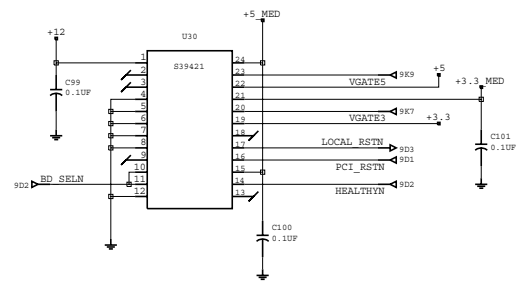 +5_MED
+12
U30
S39421
1 24
2 23 9K9
3 22 VGATE5 +5
4 21 +3.3_MED
5 20 9K7
6 19 VGATE3 +3.3
7 18
8 17 LOCAL_RSTN 9D3
9 16 9D1
10 15 PCI_RSTN
11 14 9D2
12 13 HEALTHYN
9D2 BD_SELN
C99
0.1UF
C101
0.1UF
C100
0.1UF